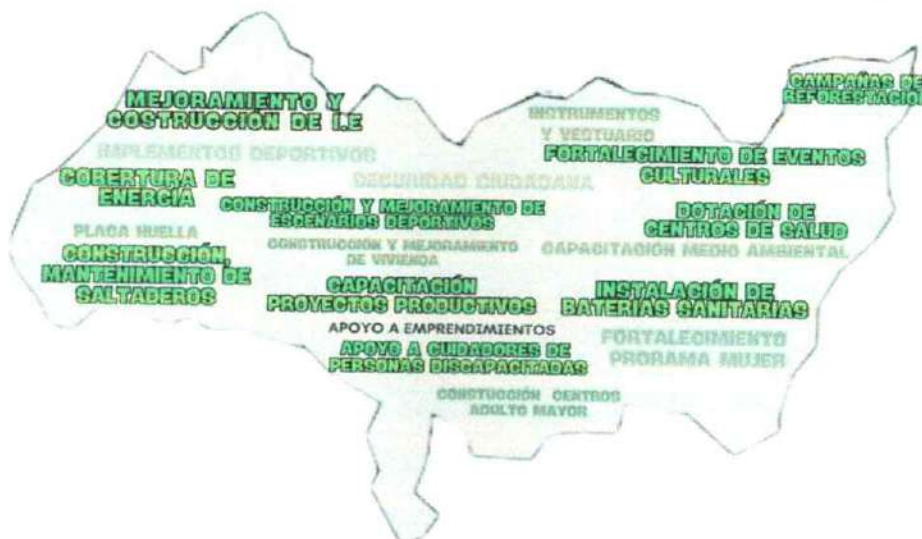 MEJORAMIENTO Y
COSTRUCCION DE I.E
CAMPAÑAS DE
REFORESTACIÓN
INSTRUMENTOS
Y VESTUARIO
IMPLEMENTOS DEPORTIVOS
FORTALECIMIENTO DE EVENTOS
CULTURALES
COBERTURA DE
ENERGÍA
DECURIDAD CIUDADANA
CONSTRUCCIÓN Y MEJORAMIENTO DE
ESCENARIOS DEPORTIVOS
DOTACIÓN DE
CENTROS DE SALUD
PLACA HUELLA
CONSTRUCCIÓN Y MEJORAMIENTO
DE VIVIENDA
CAPACITACIÓN MEDIO AMBIENTAL
CONSTRUCCIÓN,
MANTENIMIENTO DE
SALTADEROS
CAPACITACIÓN
PROYECTOS PRODUCTIVOS
INSTALACIÓN DE
BATERIAS SANITARIAS
APOYO A EMPRENDIMIENTOS
FORTALECIMIENTO
PROGRAMA MUJER
APOYO A CUIDADORES DE
PERSONAS DISCAPACITADAS
CONSTUCCIÓN CENTROS
ADULTO MAYOR